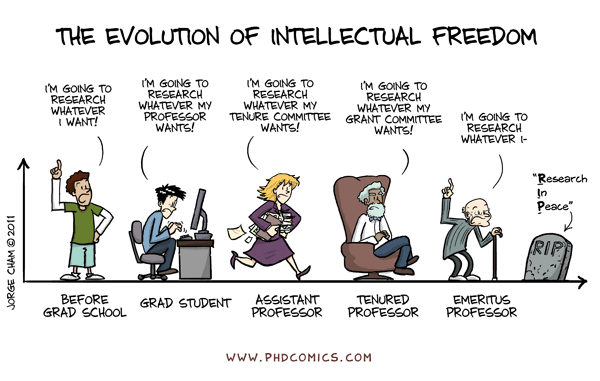 THE EVOLUTION OF INTELLECTUAL FREEDOM
I'M GOING TO
RESEARCH
WHATEVER
I WANT!
I'M GOING TO
RESEARCH
WHATEVER MY
PROFESSOR
WANTS!
I'M GOING TO
RESEARCH
WHATEVER MY
TENURE COMMITTEE
WANTS!
I'M GOING TO
RESEARCH
WHATEVER MY
GRANT COMMITTEE
WANTS!
I'M GOING TO
RESEARCH
WHATEVER I-
"Research
In
Peace"
RIP
JORGE CHAM © 2011
BEFORE
GRAD SCHOOL
GRAD STUDENT
ASSISTANT
PROFESSOR
TENURED
PROFESSOR
EMERITUS
PROFESSOR
WWW.PHDCOMICS.COM